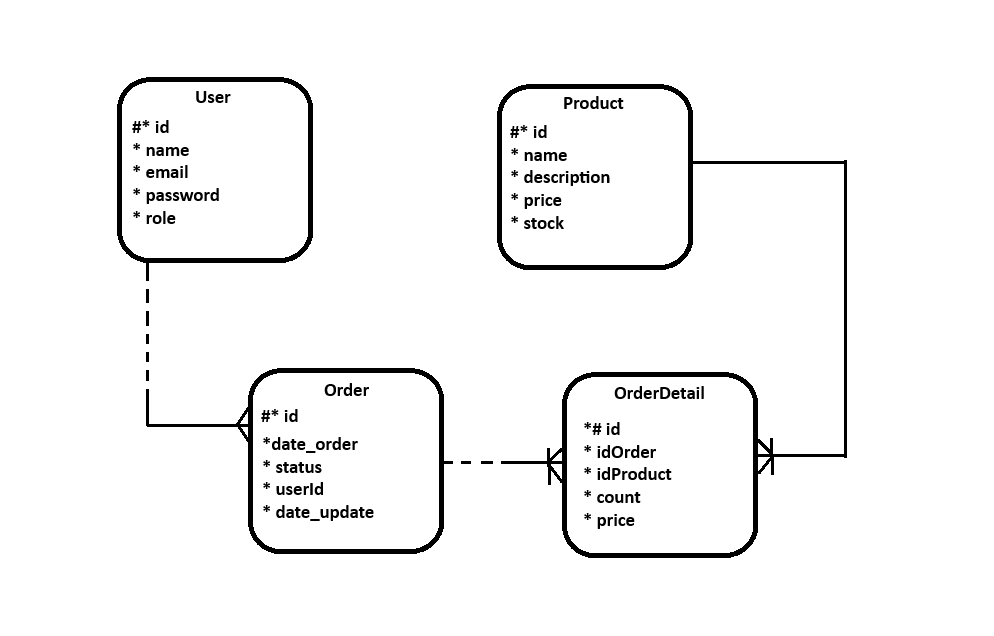 User
#* id
* name
* email
* password
* role
Product
#* id
* name
* description
* price
* stock
Order
#* id
*date_order
* status
* userId
* date_update
OrderDetail
*# id
* idOrder
* idProduct
* count
* price